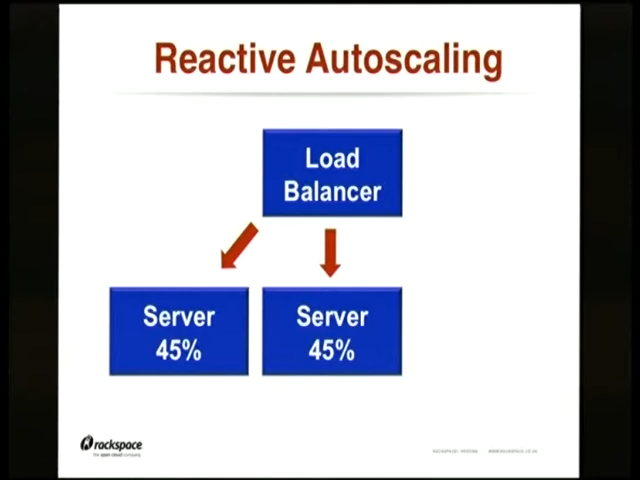 Reactive Autoscaling
Load
Balancer
Server
45%
Server
45%
rackspace
the open cloud company